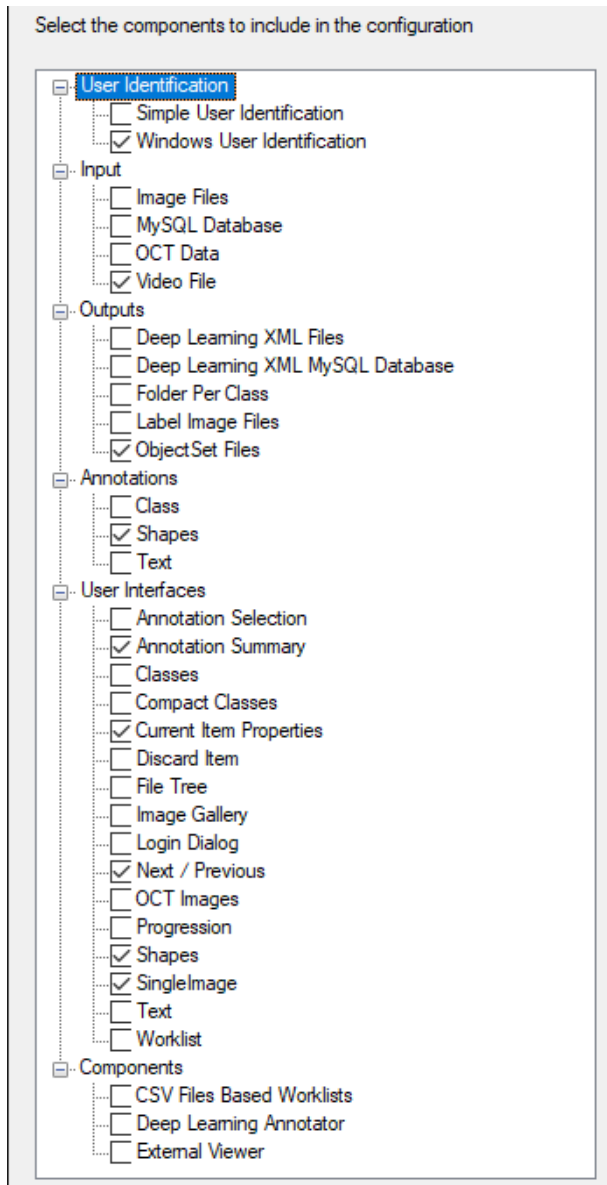 Select the components to include in the configuration
User Identification
Simple User Identification
Windows User Identification
Input
Image Files
MySQL Database
OCT Data
Video File
Outputs
Deep Learning XML Files
Deep Learning XML MySQL Database
Folder Per Class
Label Image Files
ObjectSet Files
Annotations
Class
Shapes
Text
User Interfaces
Annotation Selection
Annotation Summary
Classes
Compact Classes
Current Item Properties
Discard Item
File Tree
Image Gallery
Login Dialog
Next / Previous
OCT Images
Progression
Shapes
SingleImage
Text
Worklist
Components
CSV Files Based Worklists
Deep Learning Annotator
External Viewer